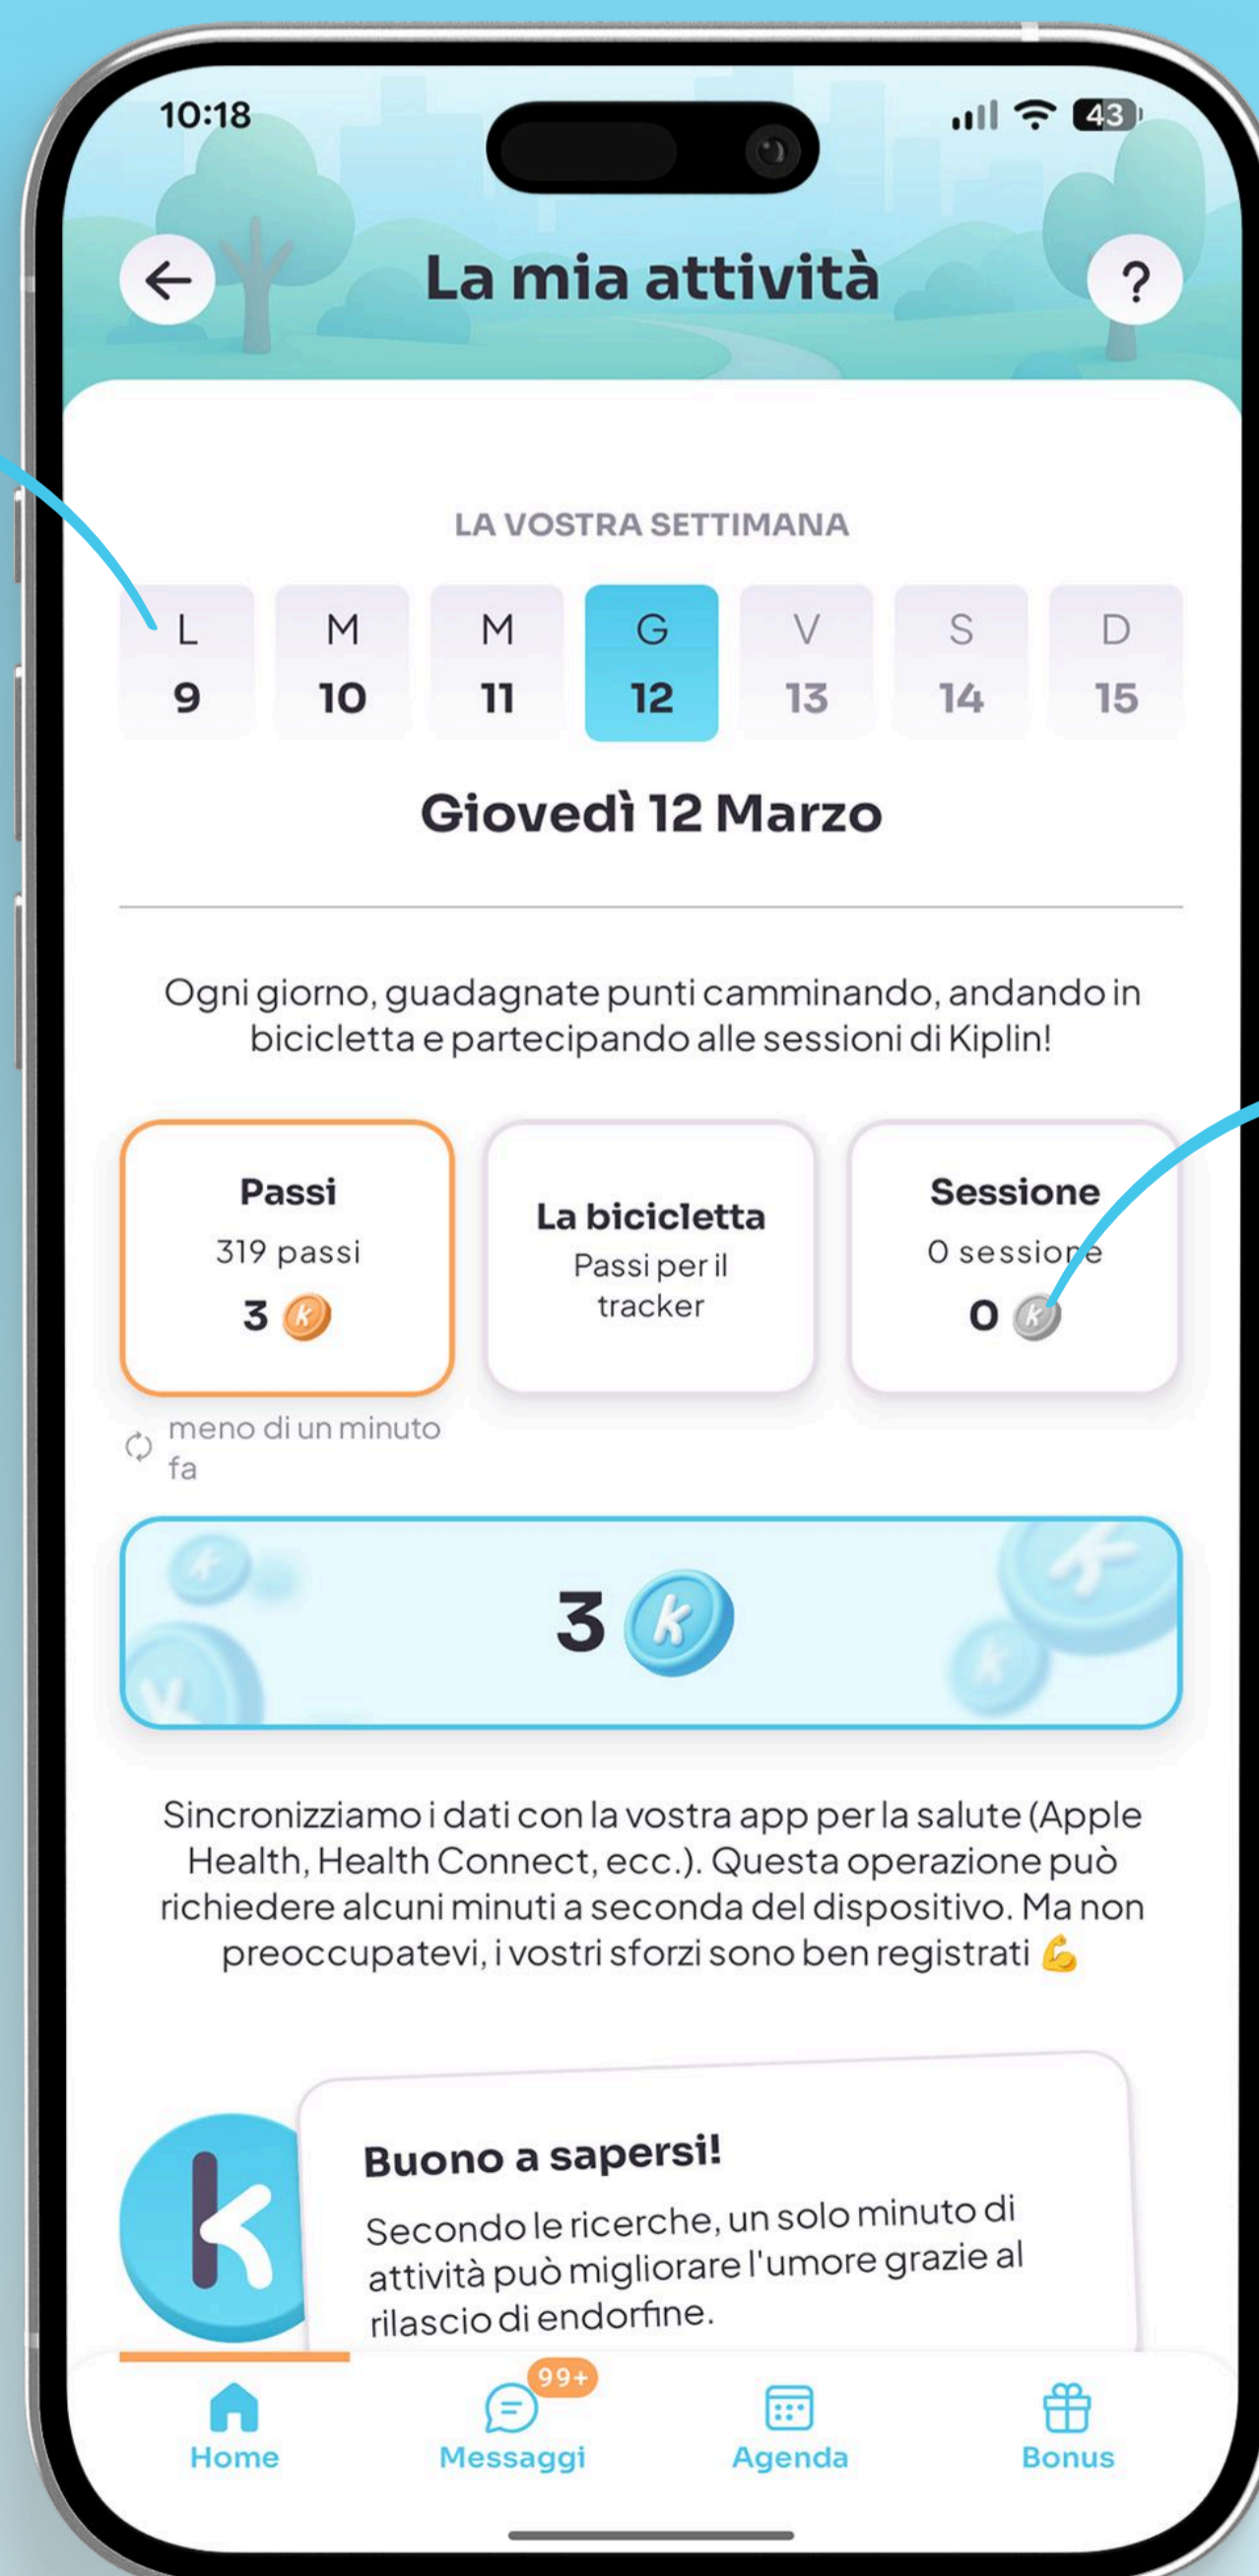 10:18
43
La mia attività
?
LA VOSTRA SETTIMANA
L M M G V S D
9 10 11 12 13 14 15
Giovedì 12 Marzo
Ogni giorno, guadagnate punti camminando, andando in
bicicletta e partecipando alle sessioni di Kiplin!
Passi
319 passi
3 k
La bicicletta
Passi per il
tracker
Sessione
0 sessione
0 k
meno di un minuto
fa
3 k
Sincronizziamo i dati con la vostra app per la salute (Apple
Health, Health Connect, ecc.). Questa operazione può
richiedere alcuni minuti a seconda del dispositivo. Ma non
preoccupatevi, i vostri sforzi sono ben registrati 💪
k
Buono a sapersi!
Secondo le ricerche, un solo minuto di
attività può migliorare l'umore grazie al
rilascio di endorfine.
99+
Home Messaggi Agenda Bonus